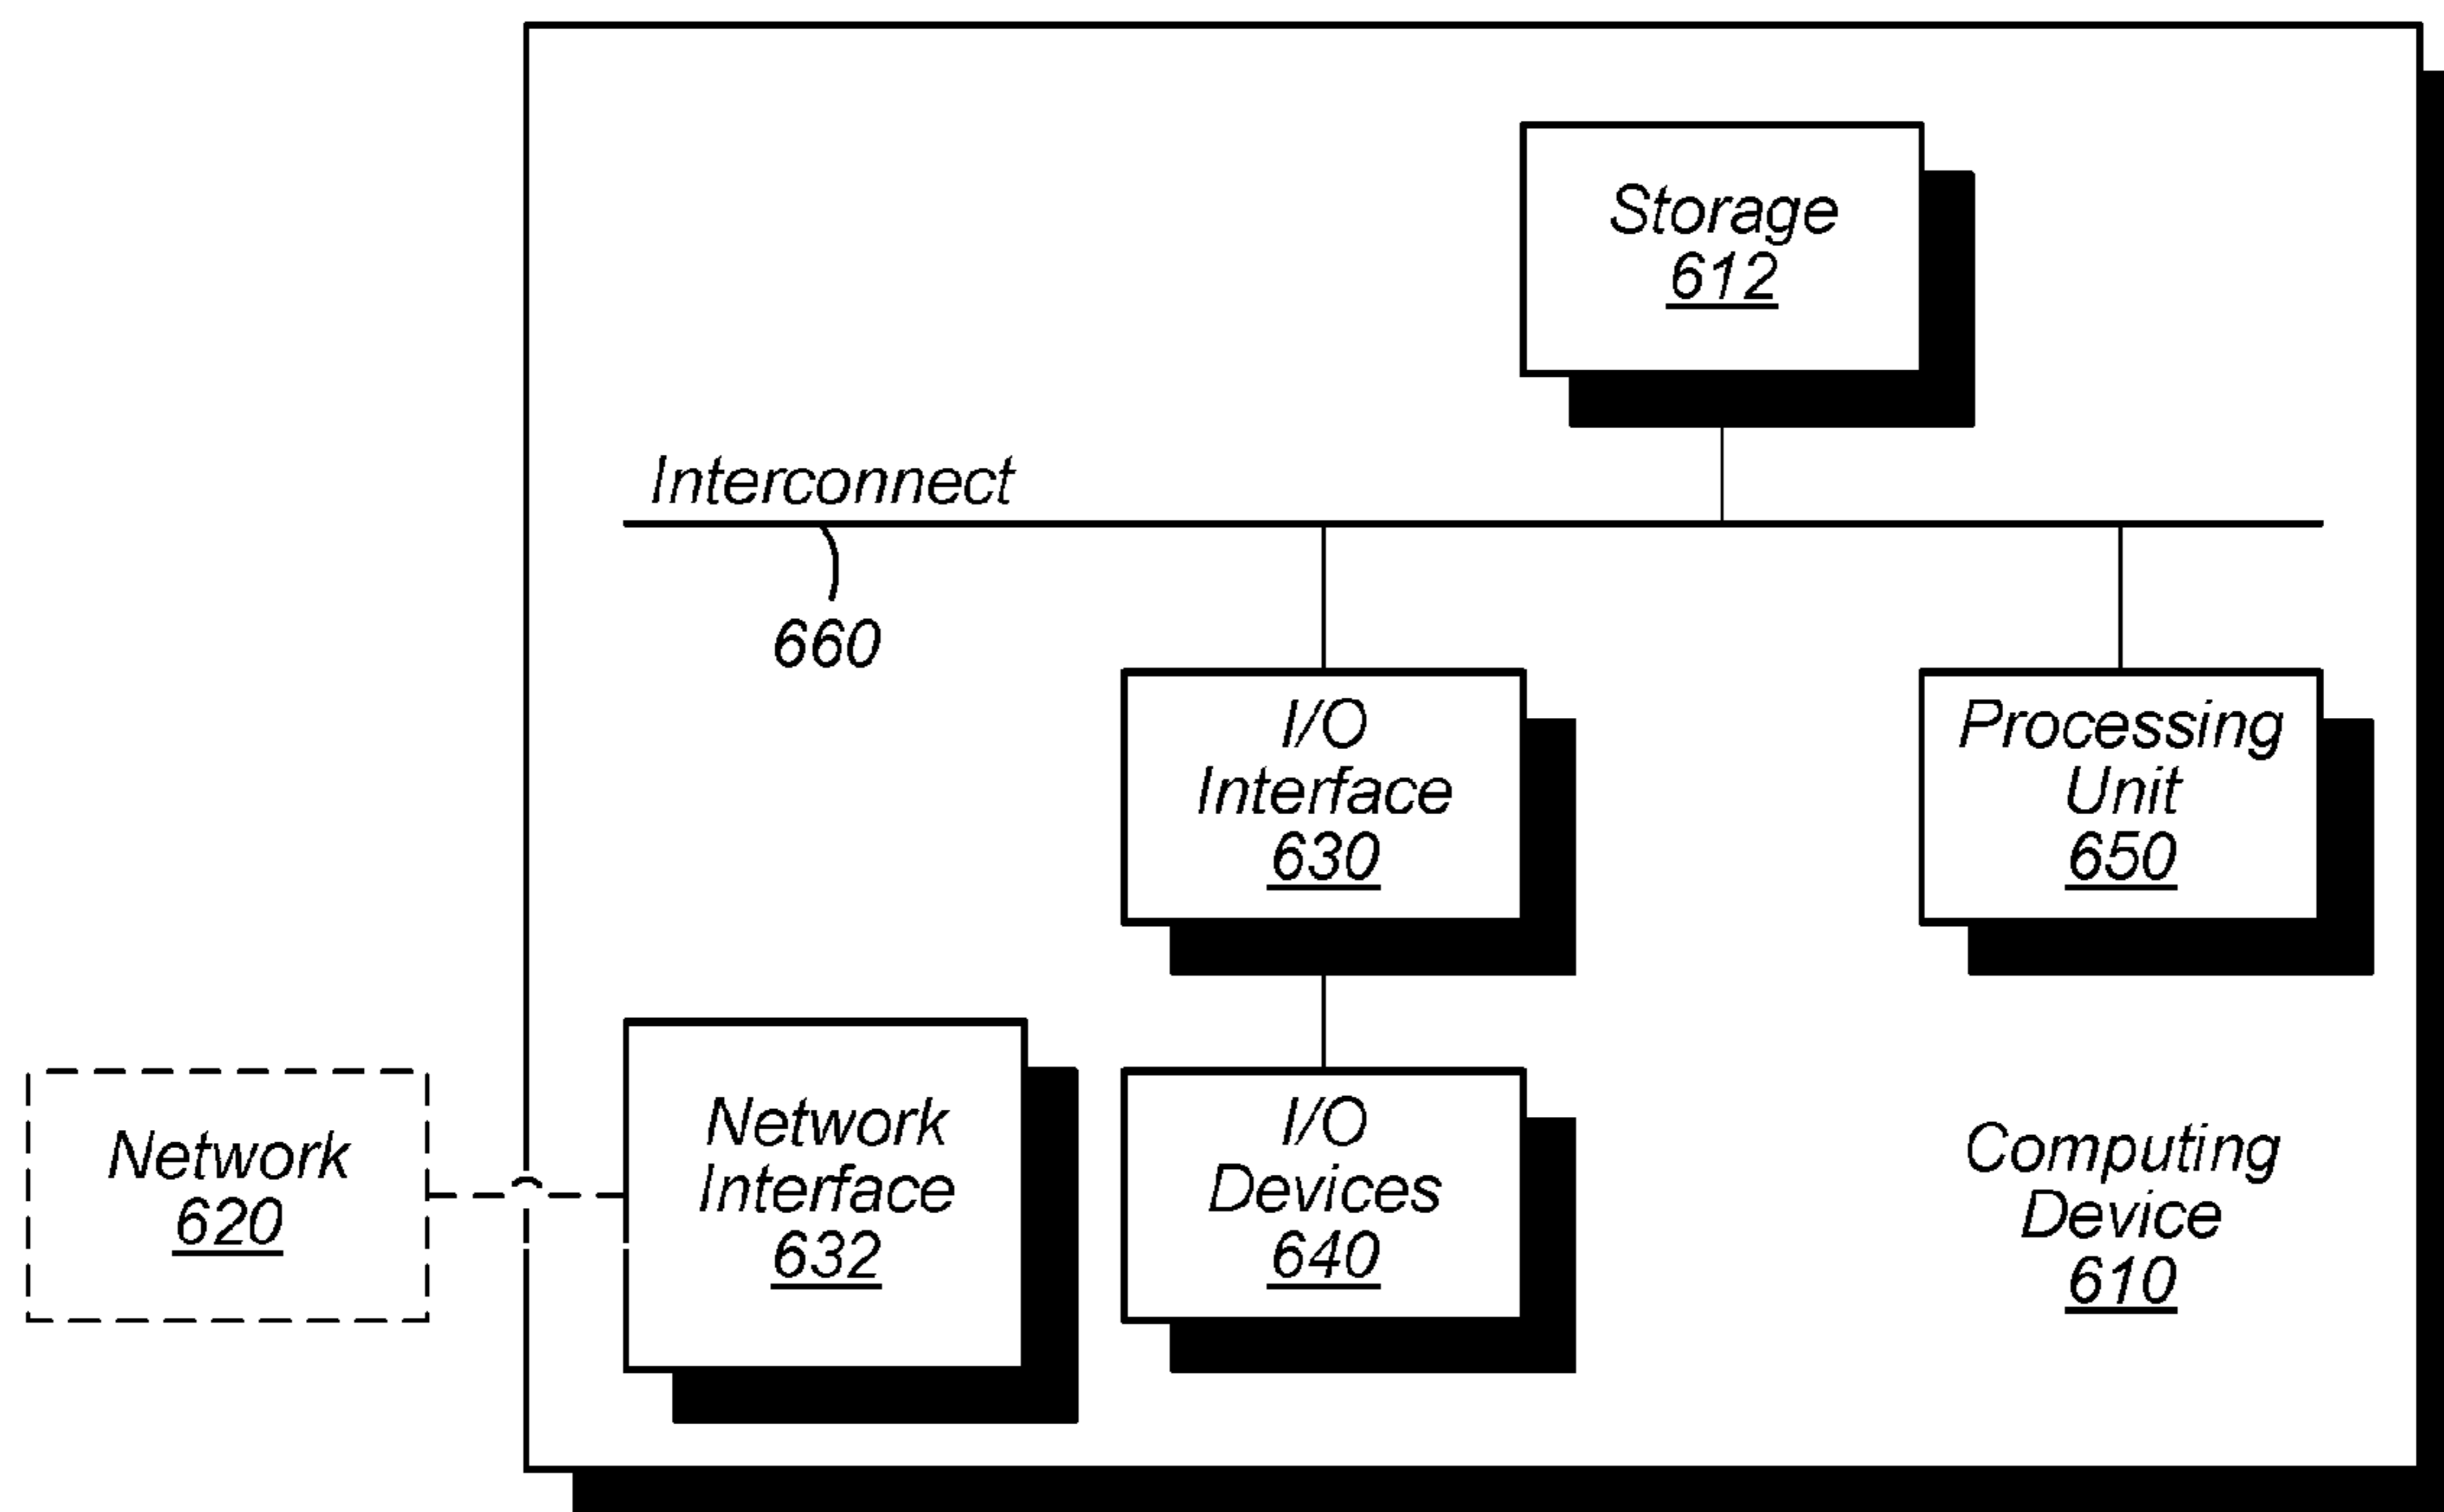 Storage
612
Interconnect
660
I/O
Interface
630
Processing
Unit
650
Network
620
Network
Interface
632
I/O
Devices
640
Computing
Device
610